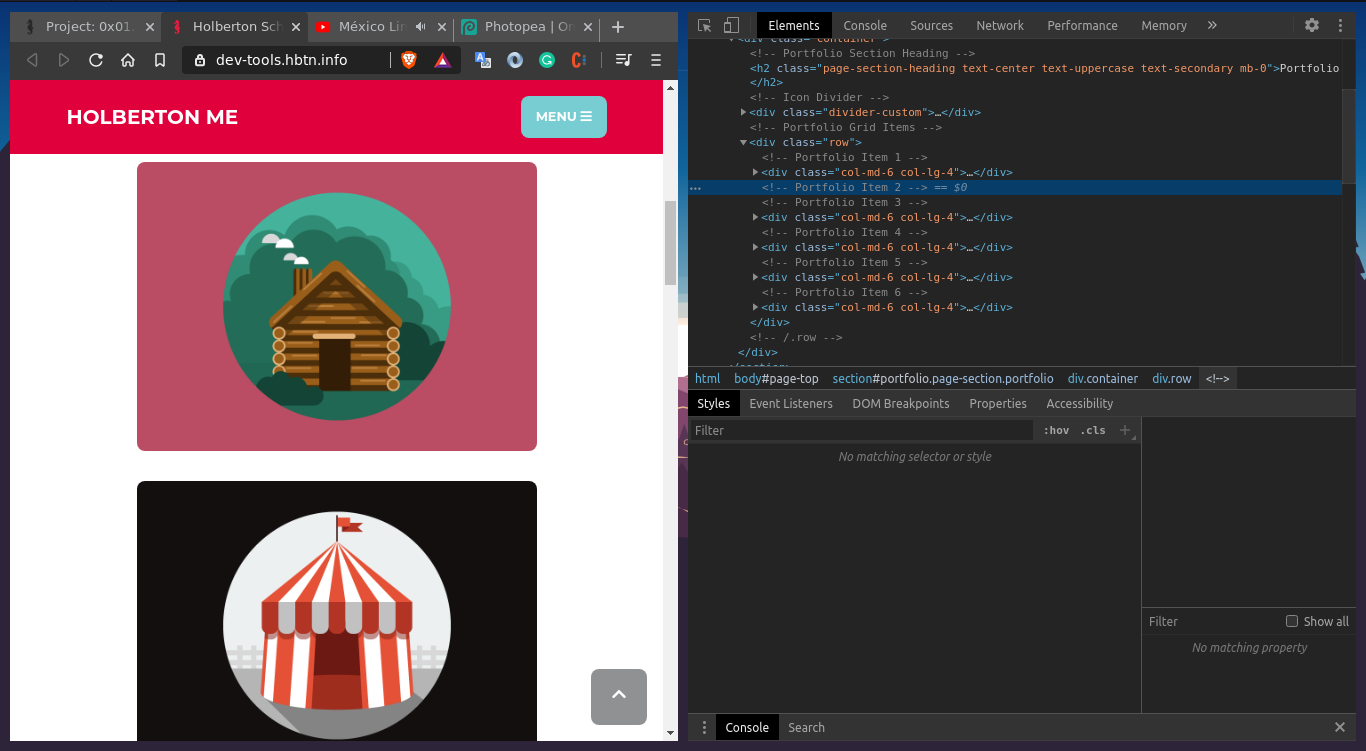 Project: 0x01.
Holberton Sch
México Lin
Photopea | On
dev-tools.hbtn.info
HOLBERTON ME
MENU
Elements
Console
Sources
Network
Performance
Memory
<!-- Portfolio Section Heading -->
<h2 class="page-section-heading text-center text-uppercase text-secondary mb-0">Portfolio
</h2>
<!-- Icon Divider -->
<div class="divider-custom">…</div>
<!-- Portfolio Grid Items -->
<div class="row">
<!-- Portfolio Item 1 -->
<div class="col-md-6 col-lg-4">…</div>
<!-- Portfolio Item 2 --> == $0
<!-- Portfolio Item 3 -->
<div class="col-md-6 col-lg-4">…</div>
<!-- Portfolio Item 4 -->
<div class="col-md-6 col-lg-4">…</div>
<!-- Portfolio Item 5 -->
<div class="col-md-6 col-lg-4">…</div>
<!-- Portfolio Item 6 -->
<div class="col-md-6 col-lg-4">…</div>
</div>
<!-- /.row -->
</div>
html body#page-top section#portfolio.page-section.portfolio div.container div.row <!-->
Styles
Event Listeners
DOM Breakpoints
Properties
Accessibility
Filter
:hov .cls
No matching selector or style
Filter
Show all
No matching property
Console
Search